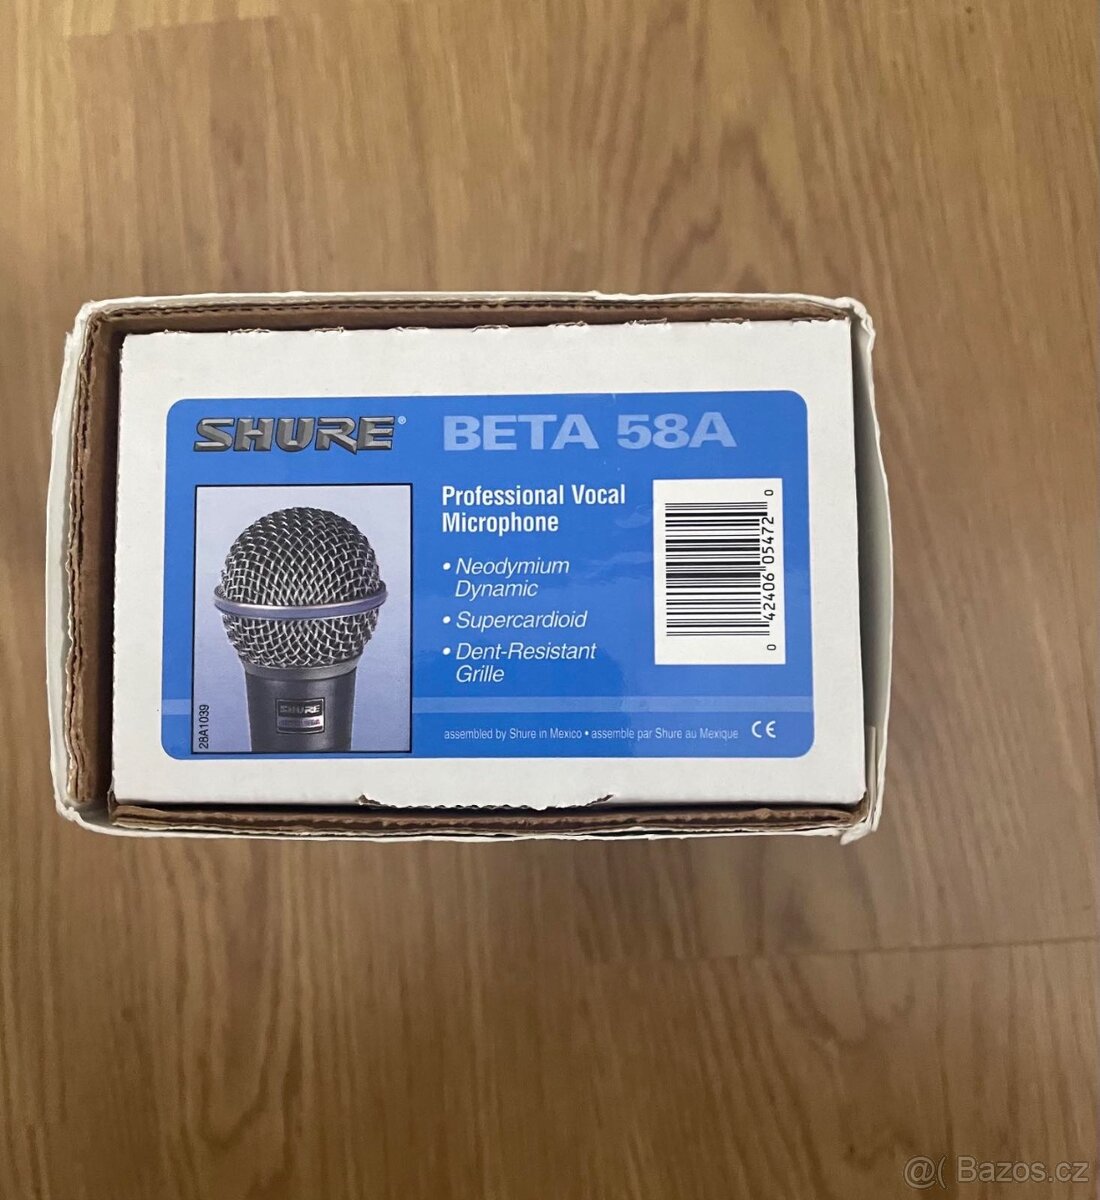 SHURE® BETA 58A
Professional Vocal
Microphone
• Neodymium
Dynamic
• Supercardioid
• Dent-Resistant
Grille
0 42406 05472 0
SHURE
28A1039
assembled by Shure in Mexico • assemble par Shure au Mexique CE
@( Bazos.cz